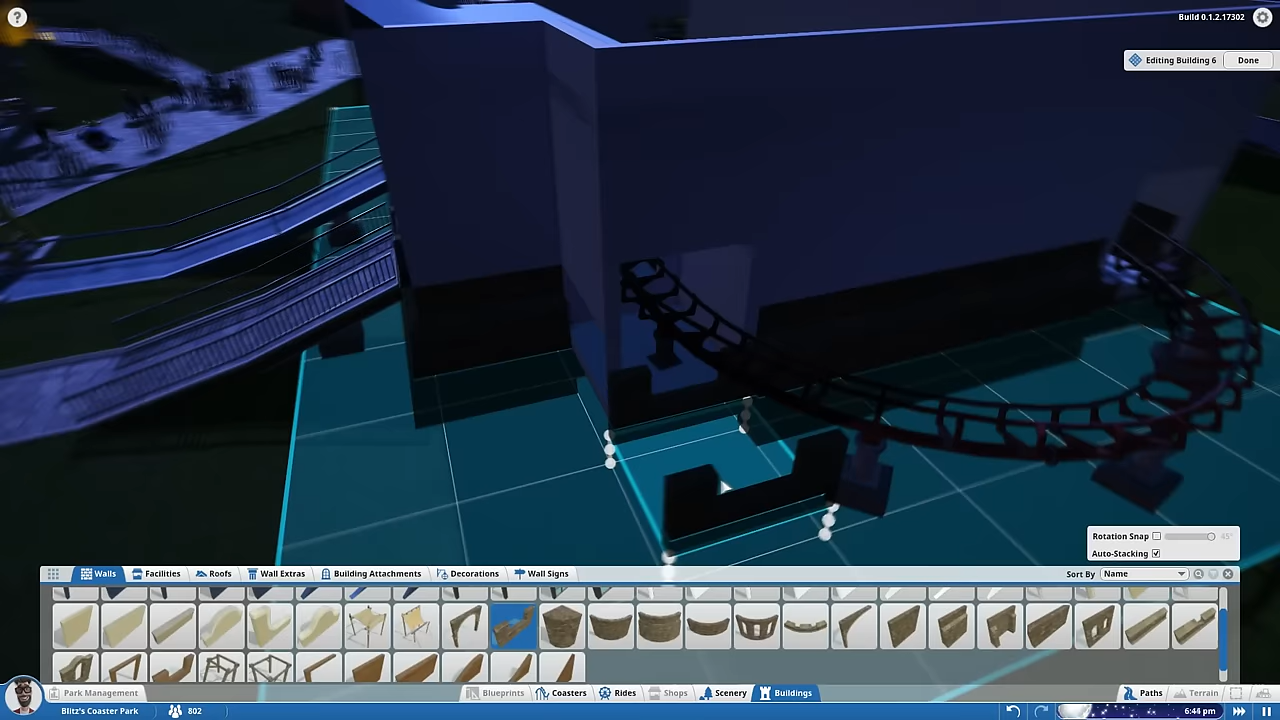 ?
Build 0.1.2.17302
Editing Building 6
Done
Rotation Snap 45°
Auto-Stacking
Walls Facilities Roofs Wall Extras Building Attachments Decorations Wall Signs Sort By Name
Park Management Blueprints Coasters Rides Shops Scenery Buildings Paths Terrain
Blitz's Coaster Park 802 6:44 pm